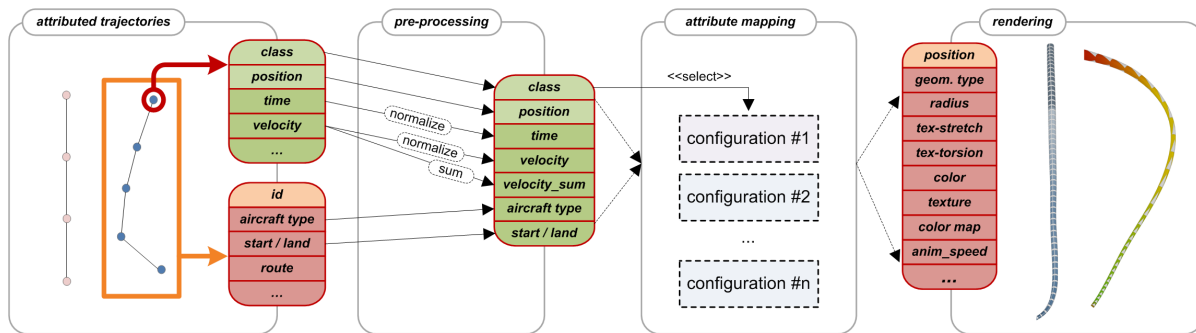 attributed trajectories
class
position
time
velocity
...
id
aircraft type
start / land
route
...
pre-processing
normalize
normalize
sum
class
position
time
velocity
velocity_sum
aircraft type
start / land
attribute mapping
<<select>>
configuration #1
configuration #2
...
configuration #n
rendering
position
geom. type
radius
tex-stretch
tex-torsion
color
texture
color map
anim_speed
...